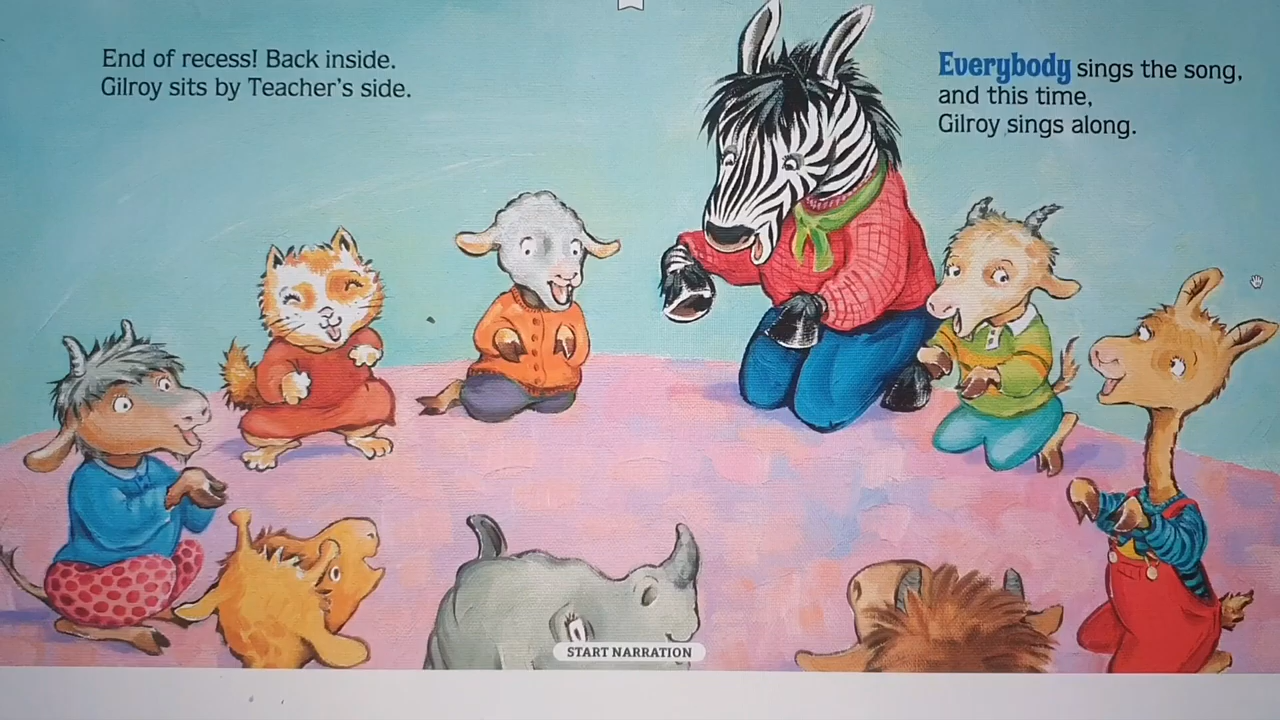 End of recess! Back inside.
Gilroy sits by Teacher's side.
Everybody sings the song,
and this time,
Gilroy sings along.
START NARRATION